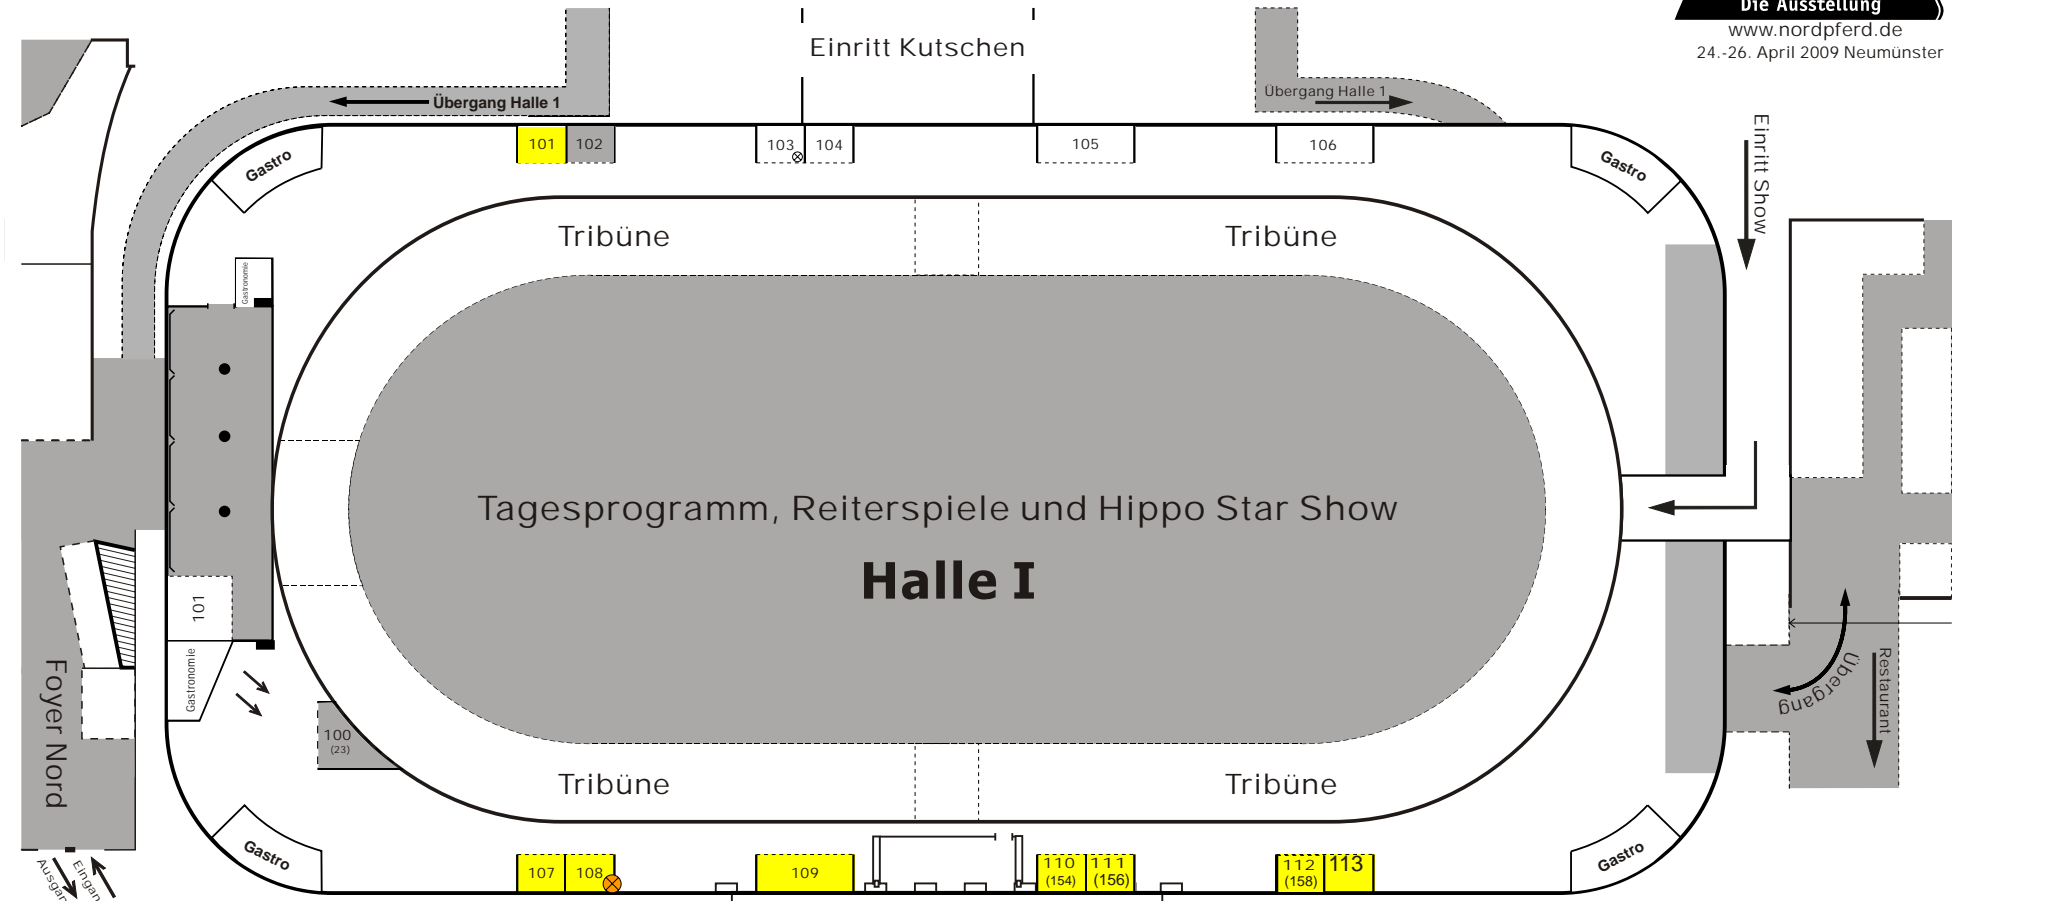 Die Ausstellung
www.nordpferd.de
24.-26. April 2009 Neumünster
Einritt Kutschen
Übergang Halle 1
Übergang Halle 1
Einritt Show
101
102
103
104
105
106
Gastro
Gastro
Tribüne
Tribüne
Gastronomie
Tagesprogramm, Reiterspiele und Hippo Star Show
Halle I
101
Gastronomie
Foyer Nord
100
(23)
Übergang
Restaurant
Tribüne
Tribüne
Gastro
Gastro
107
108
109
110
(154)
111
(156)
112
(158)
113